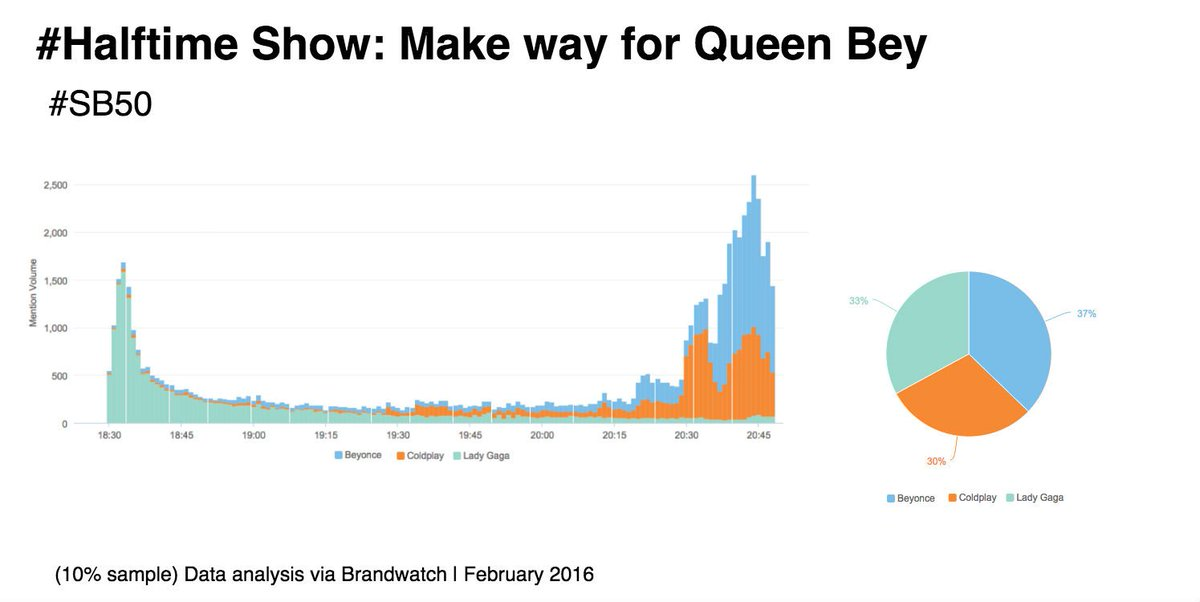 #Halftime Show: Make way for Queen Bey
#SB50
Mention Volume
2,500
2,000
1,500
1,000
500
0
18:30 18:45 19:00 19:15 19:30 19:45 20:00 20:15 20:30 20:45
Beyonce Coldplay Lady Gaga
33%
37%
30%
Beyonce Coldplay Lady Gaga
(10% sample) Data analysis via Brandwatch | February 2016